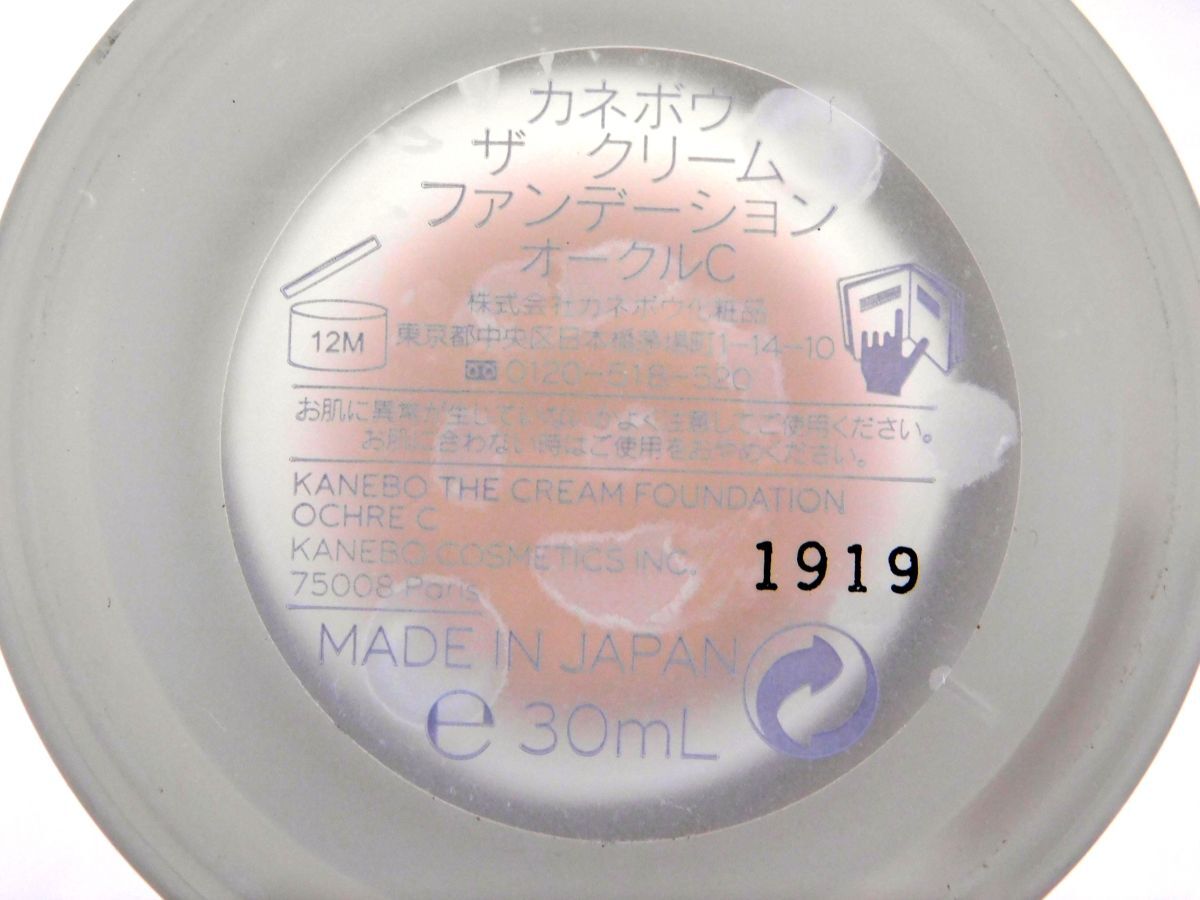 カネボウ
ザ クリーム
ファンデーション
オークルC
株式会社カネボウ化粧品
東京都中央区日本橋茅場町1-14-10
0120-518-520
12M
お肌に異常が生じていないかよく注意してご使用ください。
お肌に合わない時はご使用をおやめください。
KANEBO THE CREAM FOUNDATION
OCHRE C
KANEBO COSMETICS INC.
75008 Paris
1919
MADE IN JAPAN
e 30mL